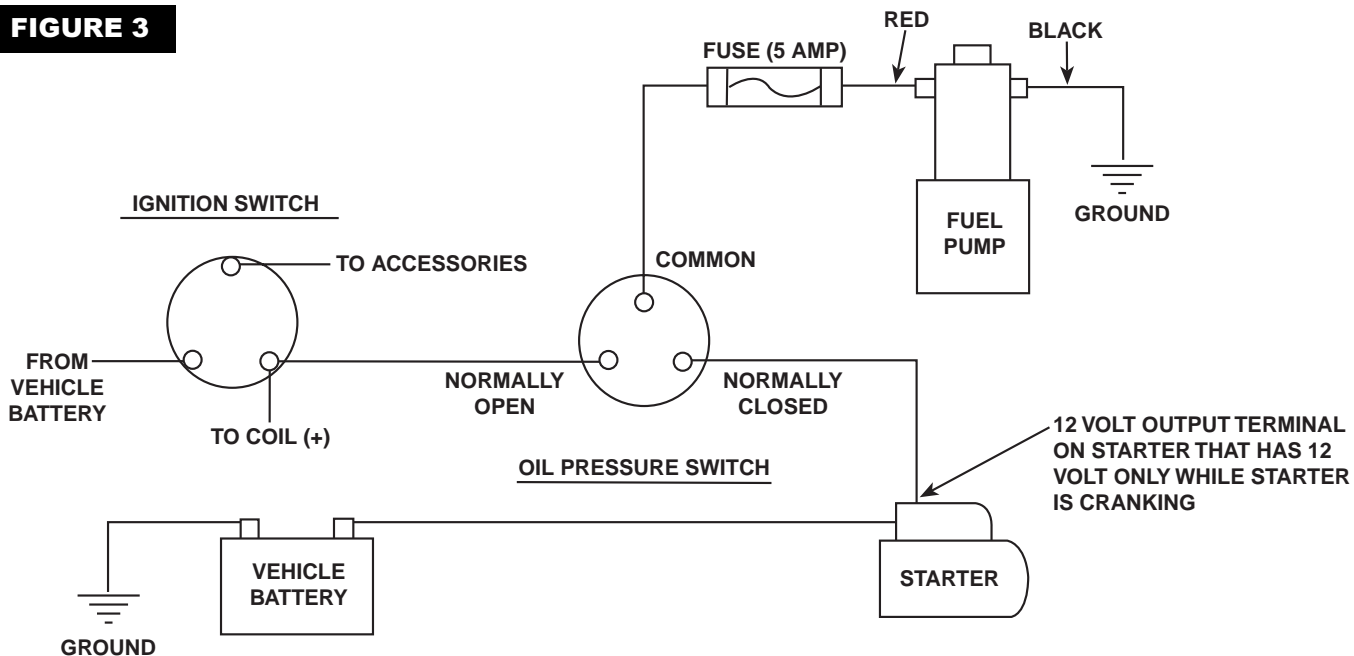 FIGURE 3
RED
BLACK
FUSE (5 AMP)
GROUND
FUEL
PUMP
IGNITION SWITCH
TO ACCESSORIES
COMMON
FROM
VEHICLE
BATTERY
NORMALLY
OPEN
NORMALLY
CLOSED
TO COIL (+)
OIL PRESSURE SWITCH
12 VOLT OUTPUT TERMINAL
ON STARTER THAT HAS 12
VOLT ONLY WHILE STARTER
IS CRANKING
VEHICLE
BATTERY
STARTER
GROUND